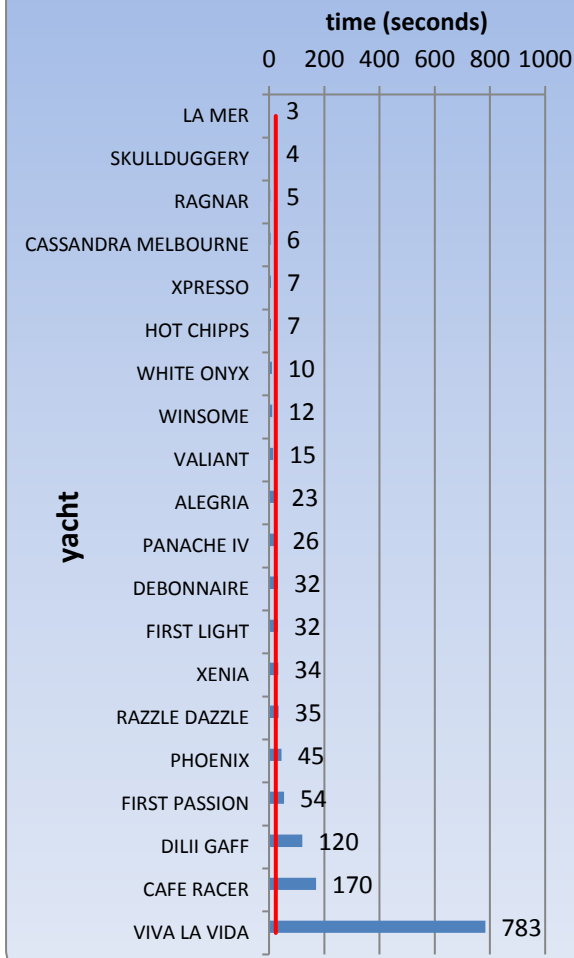 time (seconds)
0 200 400 600 800 1000
yacht
LA MER 3
SKULLDUGGERY 4
RAGNAR 5
CASSANDRA MELBOURNE 6
XPRESSO 7
HOT CHIPPS 7
WHITE ONYX 10
WINSOME 12
VALIANT 15
ALEGRIA 23
PANACHE IV 26
DEBONNAIRE 32
FIRST LIGHT 32
XENIA 34
RAZZLE DAZZLE 35
PHOENIX 45
FIRST PASSION 54
DILII GAFF 120
CAFE RACER 170
VIVA LA VIDA 783